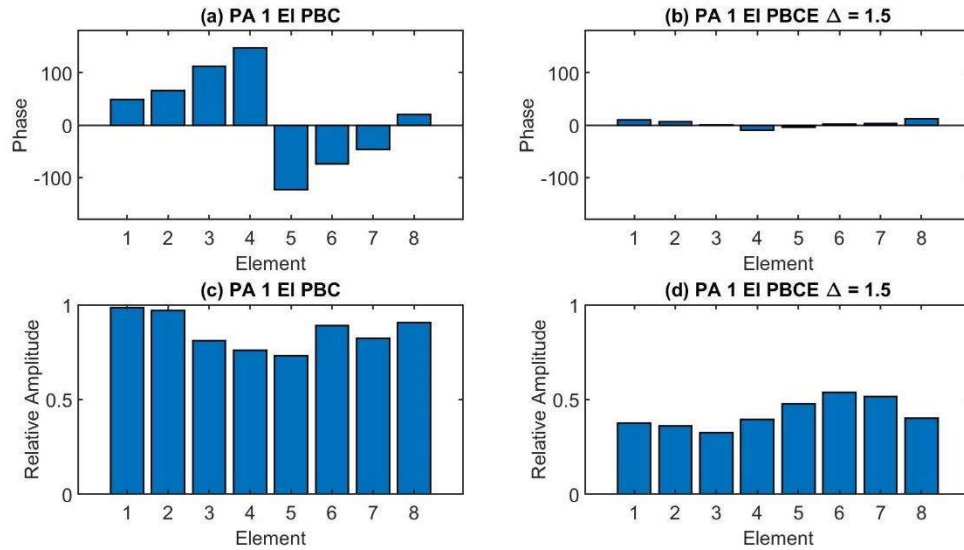 (a) PA 1 El PBC
Phase
100
0
-100
1 2 3 4 5 6 7 8
Element
(b) PA 1 El PBCE Δ = 1.5
Phase
100
0
-100
1 2 3 4 5 6 7 8
Element
(c) PA 1 El PBC
Relative Amplitude
1
0.5
0
1 2 3 4 5 6 7 8
Element
(d) PA 1 El PBCE Δ = 1.5
Relative Amplitude
1
0.5
0
1 2 3 4 5 6 7 8
Element